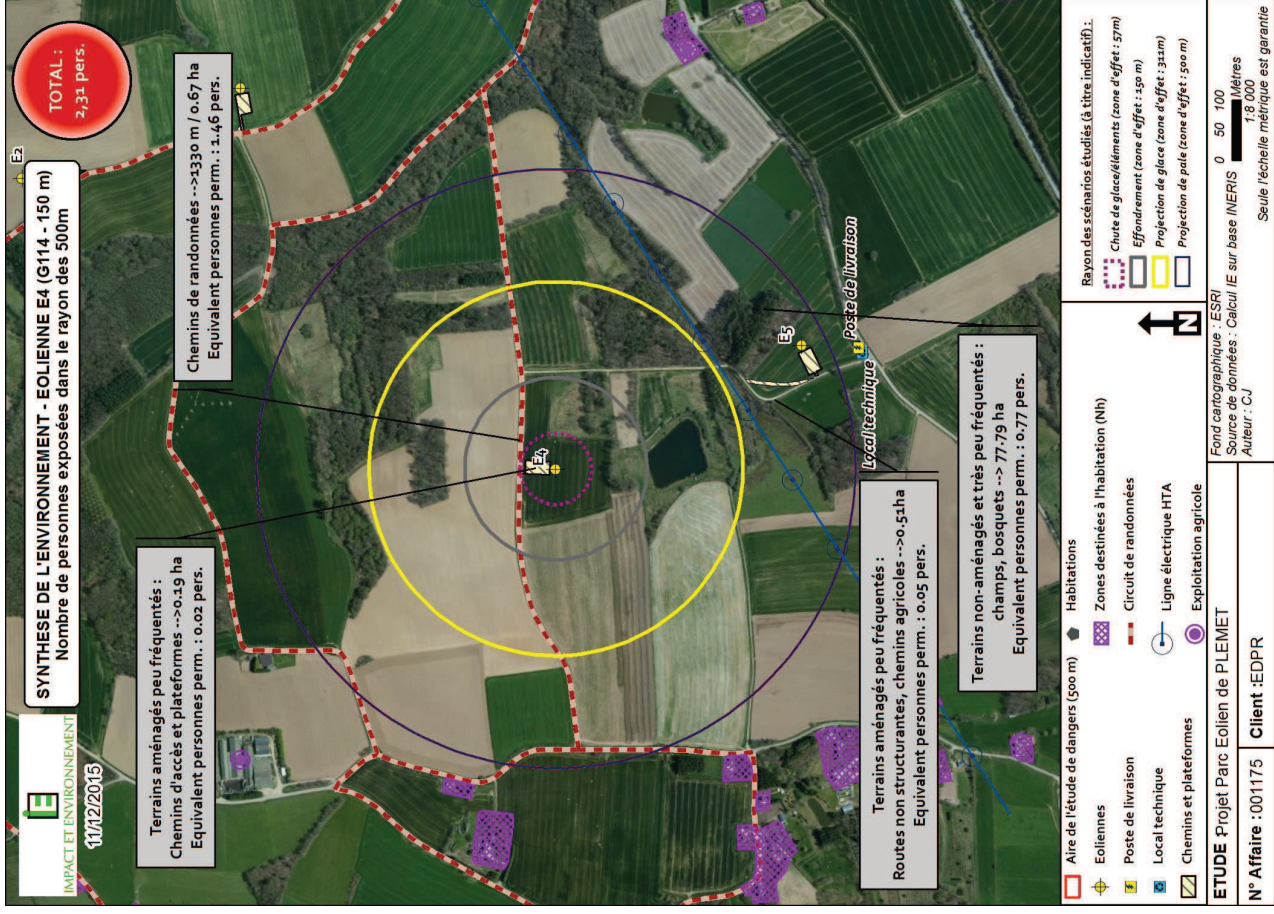 IMPACT ET ENVIRONNEMENT
11/12/2015
SYNTHESE DE L'ENVIRONNEMENT - EOLIENNE E4 (G114 - 150 m)
Nombre de personnes exposées dans le rayon des 500m
E2
TOTAL :
2,31 pers.
Terrains aménagés peu fréquentés :
Chemins d'accés et plateformes -->0.19 ha
Equivalent personnes perm. : 0.02 pers.
Chemins de randonnées -->1330 m / 0.67 ha
Equivalent personnes perm. : 1.46 pers.
E4
E5
Poste de livraison
Local technique
Terrains aménagés peu fréquentés :
Routes non structurantes, chemins agricoles -->0.51ha
Equivalent personnes perm. : 0.05 pers.
Terrains non-aménagés et très peu fréquentés :
champs, bosquets --> 77.79 ha
Equivalent personnes perm. : 0.77 pers.
Aire de l'étude de dangers (500 m)
Eoliennes
Poste de livraison
Local technique
Chemins et plateformes
Habitations
Zones destinées à l'habitation (Nh)
Circuit de randonnées
Ligne électrique HTA
Exploitation agricole
N
Rayon des scénarios étudiés (à titre indicatif) :
Chute de glace/éléments (zone d'effet : 57m)
Effondrement (zone d'effet : 150 m)
Projection de glace (zone d'effet : 311m)
Projection de pale (zone d'effet : 500 m)
ETUDE :Projet Parc Eolien de PLEMET
N° Affaire :001175
Client :EDPR
Fond cartographique : ESRI
Source de données : Calcul IE sur base INERIS
Auteur : CJ
0 50 100
Mètres
1:8 000
Seule l'échelle métrique est garantie